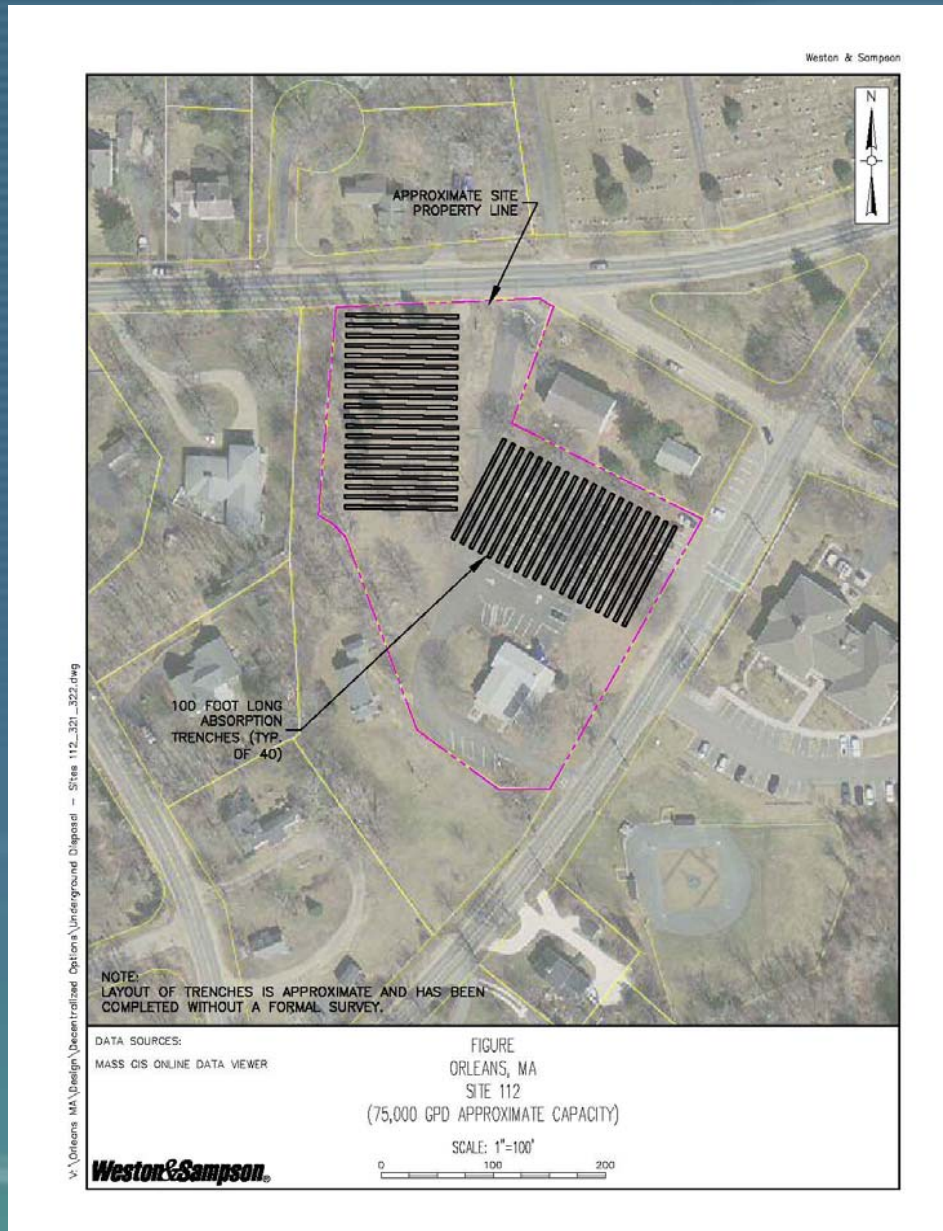 Weston & Sampson
N
APPROXIMATE SITE
PROPERTY LINE
100 FOOT LONG
ABSORPTION
TRENCHES (TYP.
OF 40)
NOTE:
LAYOUT OF TRENCHES IS APPROXIMATE AND HAS BEEN
COMPLETED WITHOUT A FORMAL SURVEY.
V:\Orleans MA\Design\Decentralized Options\Underground Disposal - Sites 112_321_322.dwg
DATA SOURCES:
MASS GIS ONLINE DATA VIEWER
FIGURE
ORLEANS, MA
SITE 112
(75,000 GPD APPROXIMATE CAPACITY)
SCALE: 1"=100'
0 100 200
Weston&Sampson®